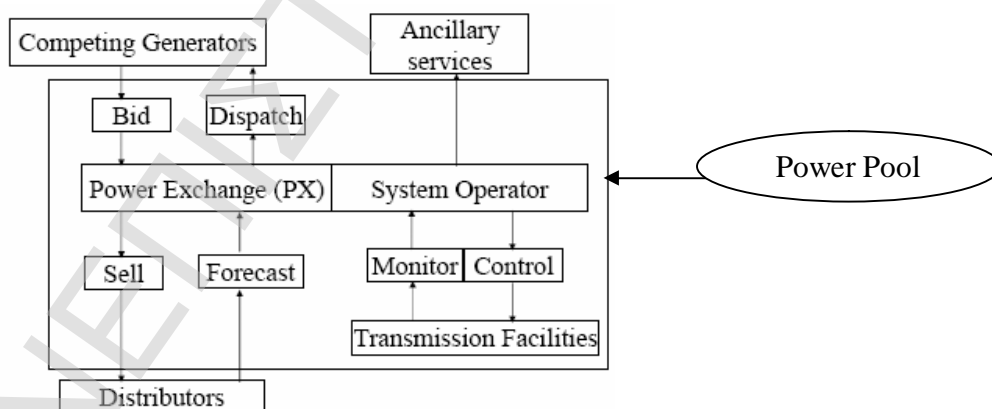 Competing Generators
Ancillary
services
Bid
Dispatch
Power Pool
Power Exchange (PX)
System Operator
Sell
Forecast
Monitor
Control
Transmission Facilities
Distributors
ΝΕΠΙΣΤ